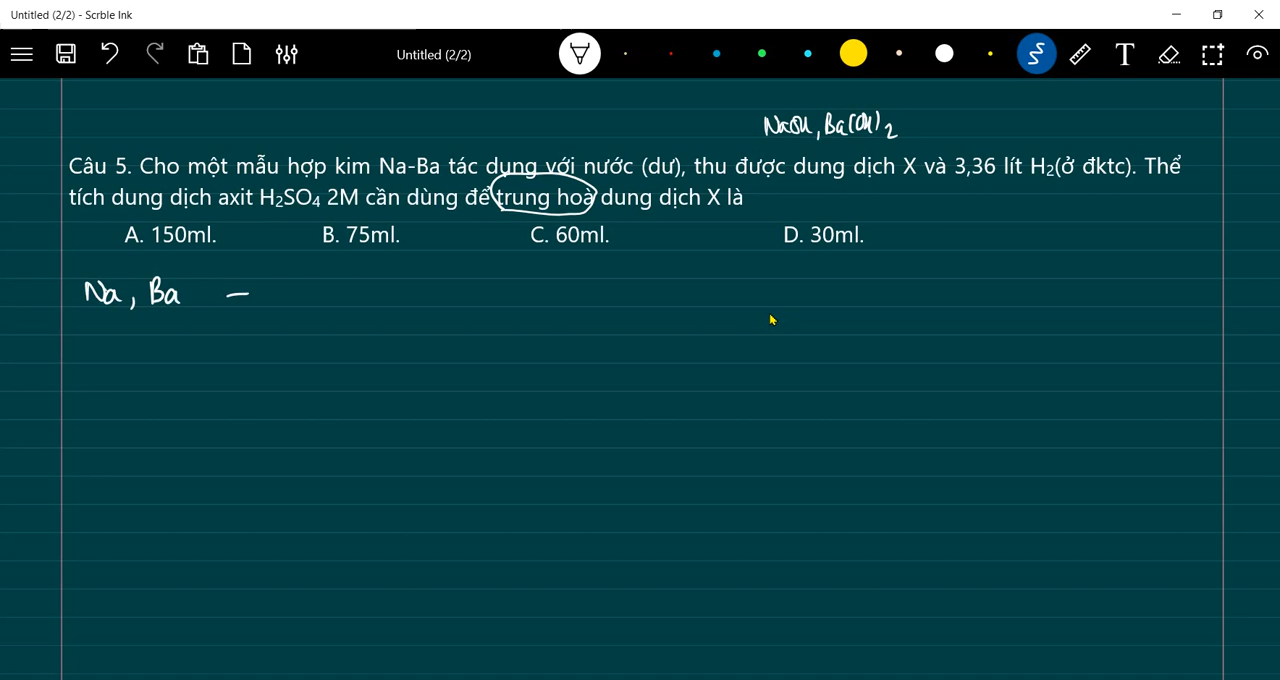 Untitled (2/2) - Scrble Ink
Untitled (2/2)
T
NaOH, Ba(OH)2
Câu 5. Cho một mẫu hợp kim Na-Ba tác dụng với nước (dư), thu được dung dịch X và 3,36 lít H2(ở đktc). Thể
tích dung dịch axit H2SO4 2M cần dùng để trung hoà dung dịch X là
A. 150ml. B. 75ml. C. 60ml. D. 30ml.
Na, Ba –